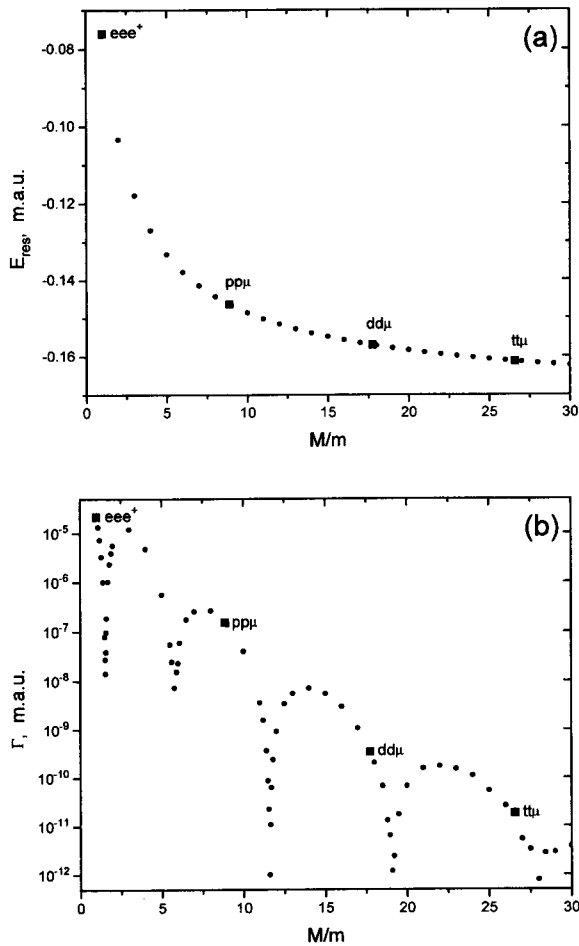 (a)
eee⁺
-0.08
-0.10
-0.12
-0.14
-0.16
E_res, m.a.u.
ppμ
ddμ
ttμ
0 5 10 15 20 25 30
M/m
(b)
eee⁺
10⁻⁵
10⁻⁶
10⁻⁷
10⁻⁸
10⁻⁹
10⁻¹⁰
10⁻¹¹
10⁻¹²
Γ, m.a.u.
ppμ
ddμ
ttμ
0 5 10 15 20 25 30
M/m